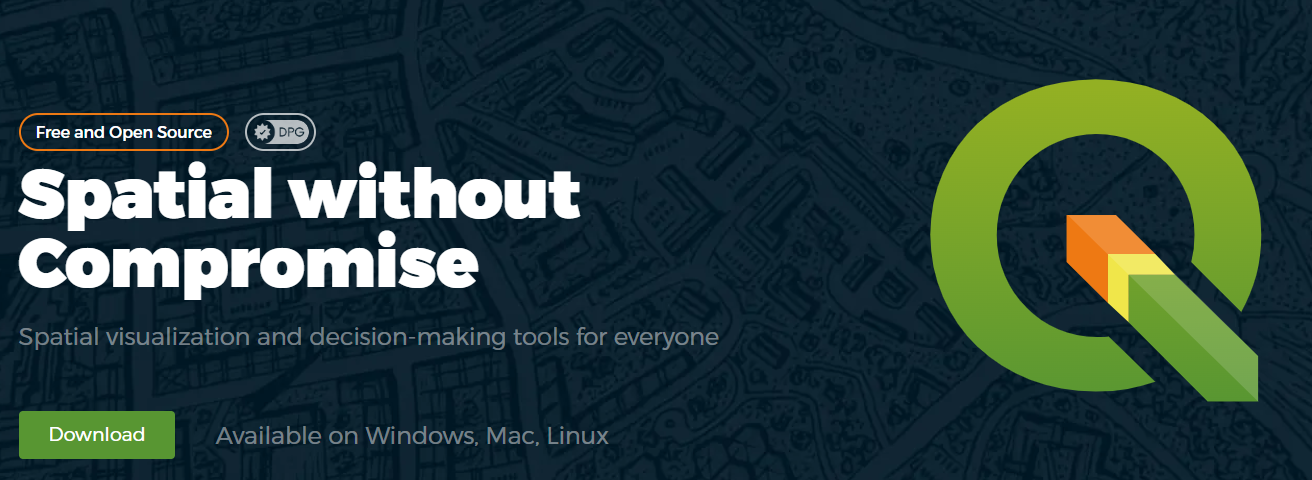 Free and Open Source
DPG
Spatial without
Compromise
Spatial visualization and decision-making tools for everyone
Download
Available on Windows, Mac, Linux